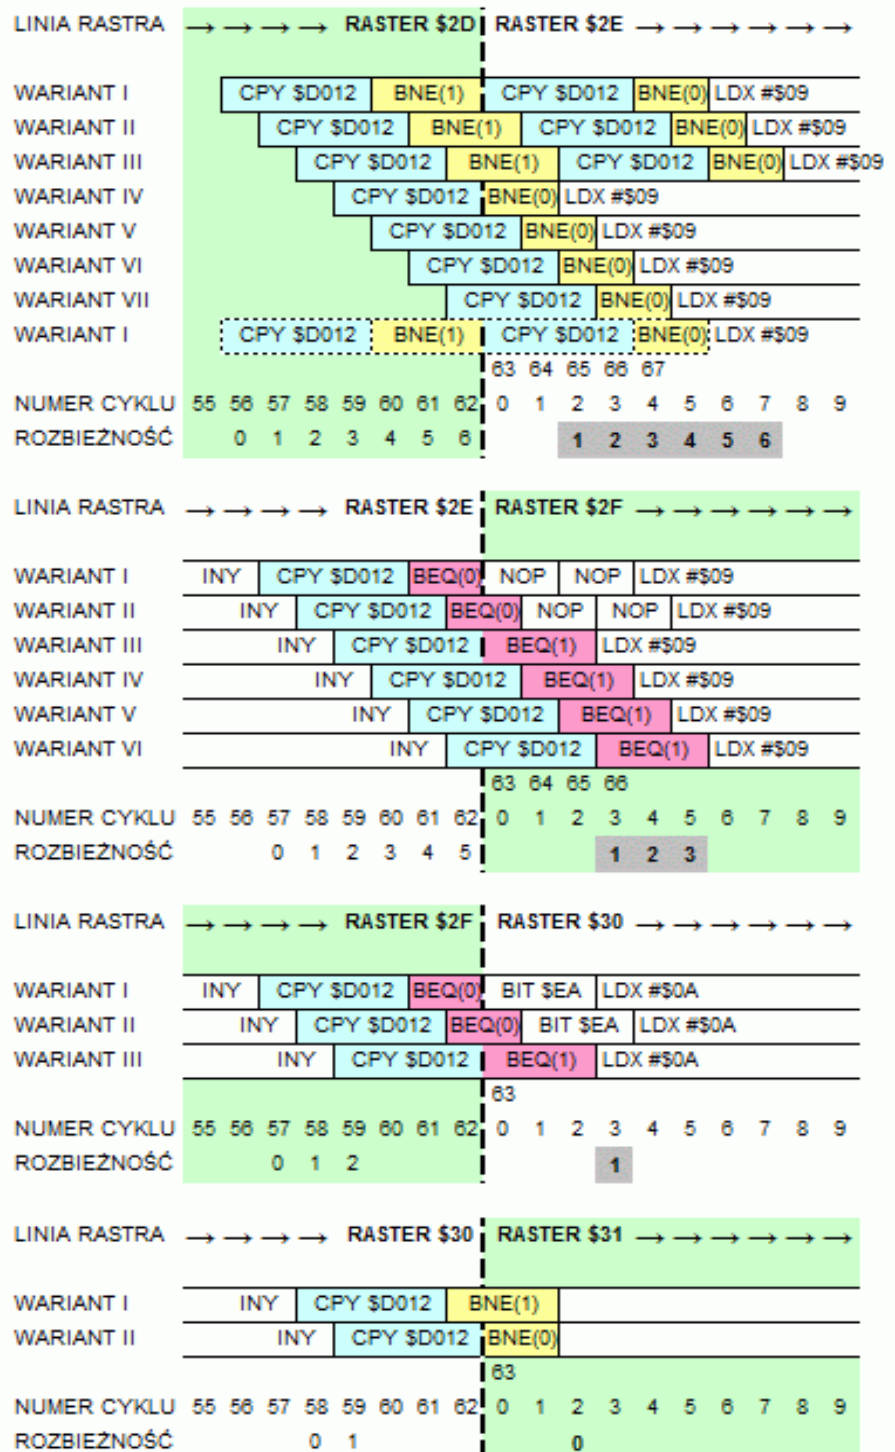 LINIA RASTRA → → → → RASTER $2D RASTER $2E → → → → → →
WARIANT I CPY $D012 BNE(1) CPY $D012 BNE(0) LDX #$09
WARIANT II CPY $D012 BNE(1) CPY $D012 BNE(0) LDX #$09
WARIANT III CPY $D012 BNE(1) CPY $D012 BNE(0) LDX #$09
WARIANT IV CPY $D012 BNE(0) LDX #$09
WARIANT V CPY $D012 BNE(0) LDX #$09
WARIANT VI CPY $D012 BNE(0) LDX #$09
WARIANT VII CPY $D012 BNE(0) LDX #$09
WARIANT I CPY $D012 BNE(1) CPY $D012 BNE(0) LDX #$09
63 64 65 66 67
NUMER CYKLU 55 56 57 58 59 60 61 62 0 1 2 3 4 5 6 7 8 9
ROZBIEŻNOŚĆ 0 1 2 3 4 5 6 1 2 3 4 5 6
LINIA RASTRA → → → → RASTER $2E RASTER $2F → → → → → →
WARIANT I INY CPY $D012 BEQ(0) NOP NOP LDX #$09
WARIANT II INY CPY $D012 BEQ(0) NOP NOP LDX #$09
WARIANT III INY CPY $D012 BEQ(1) LDX #$09
WARIANT IV INY CPY $D012 BEQ(1) LDX #$09
WARIANT V INY CPY $D012 BEQ(1) LDX #$09
WARIANT VI INY CPY $D012 BEQ(1) LDX #$09
63 64 65 66
NUMER CYKLU 55 56 57 58 59 60 61 62 0 1 2 3 4 5 6 7 8 9
ROZBIEŻNOŚĆ 0 1 2 3 4 5 1 2 3
LINIA RASTRA → → → → RASTER $2F RASTER $30 → → → → → →
WARIANT I INY CPY $D012 BEQ(0) BIT $EA LDX #$0A
WARIANT II INY CPY $D012 BEQ(0) BIT $EA LDX #$0A
WARIANT III INY CPY $D012 BEQ(1) LDX #$0A
63
NUMER CYKLU 55 56 57 58 59 60 61 62 0 1 2 3 4 5 6 7 8 9
ROZBIEŻNOŚĆ 0 1 2 1
LINIA RASTRA → → → → RASTER $30 RASTER $31 → → → → → →
WARIANT I INY CPY $D012 BNE(1)
WARIANT II INY CPY $D012 BNE(0)
63
NUMER CYKLU 55 56 57 58 59 60 61 62 0 1 2 3 4 5 6 7 8 9
ROZBIEŻNOŚĆ 0 1 0